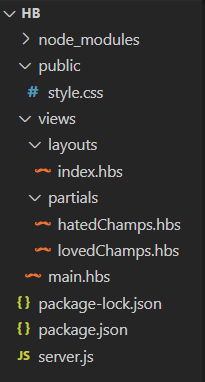 HB
node_modules
public
# style.css
views
layouts
index.hbs
partials
hatedChamps.hbs
lovedChamps.hbs
main.hbs
{} package-lock.json
{} package.json
JS server.js